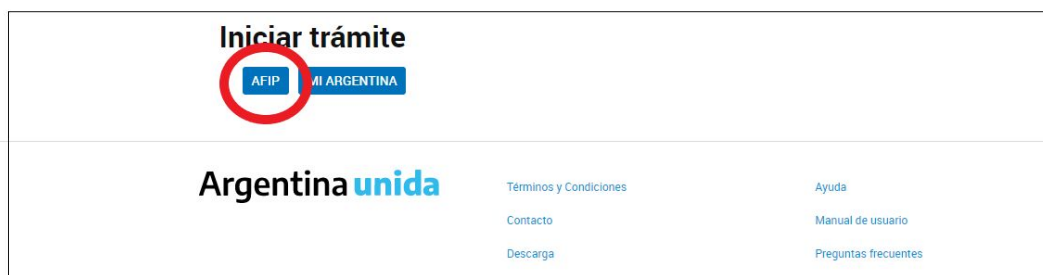 Iniciar trámite
AFIP MI ARGENTINA
Argentina unida
Términos y Condiciones
Ayuda
Contacto
Manual de usuario
Descarga
Preguntas frecuentes